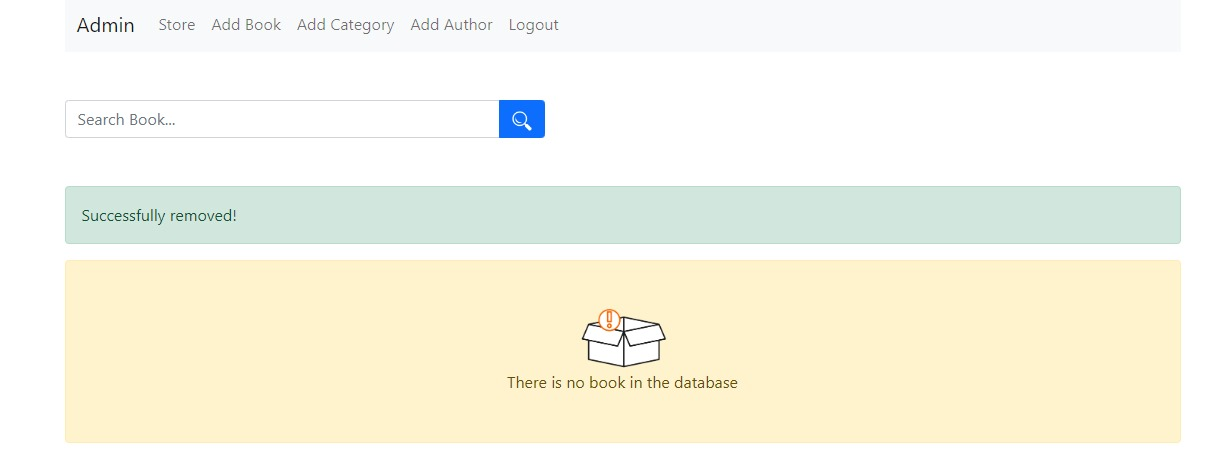 Admin Store Add Book Add Category Add Author Logout
Search Book...
Successfully removed!
There is no book in the database